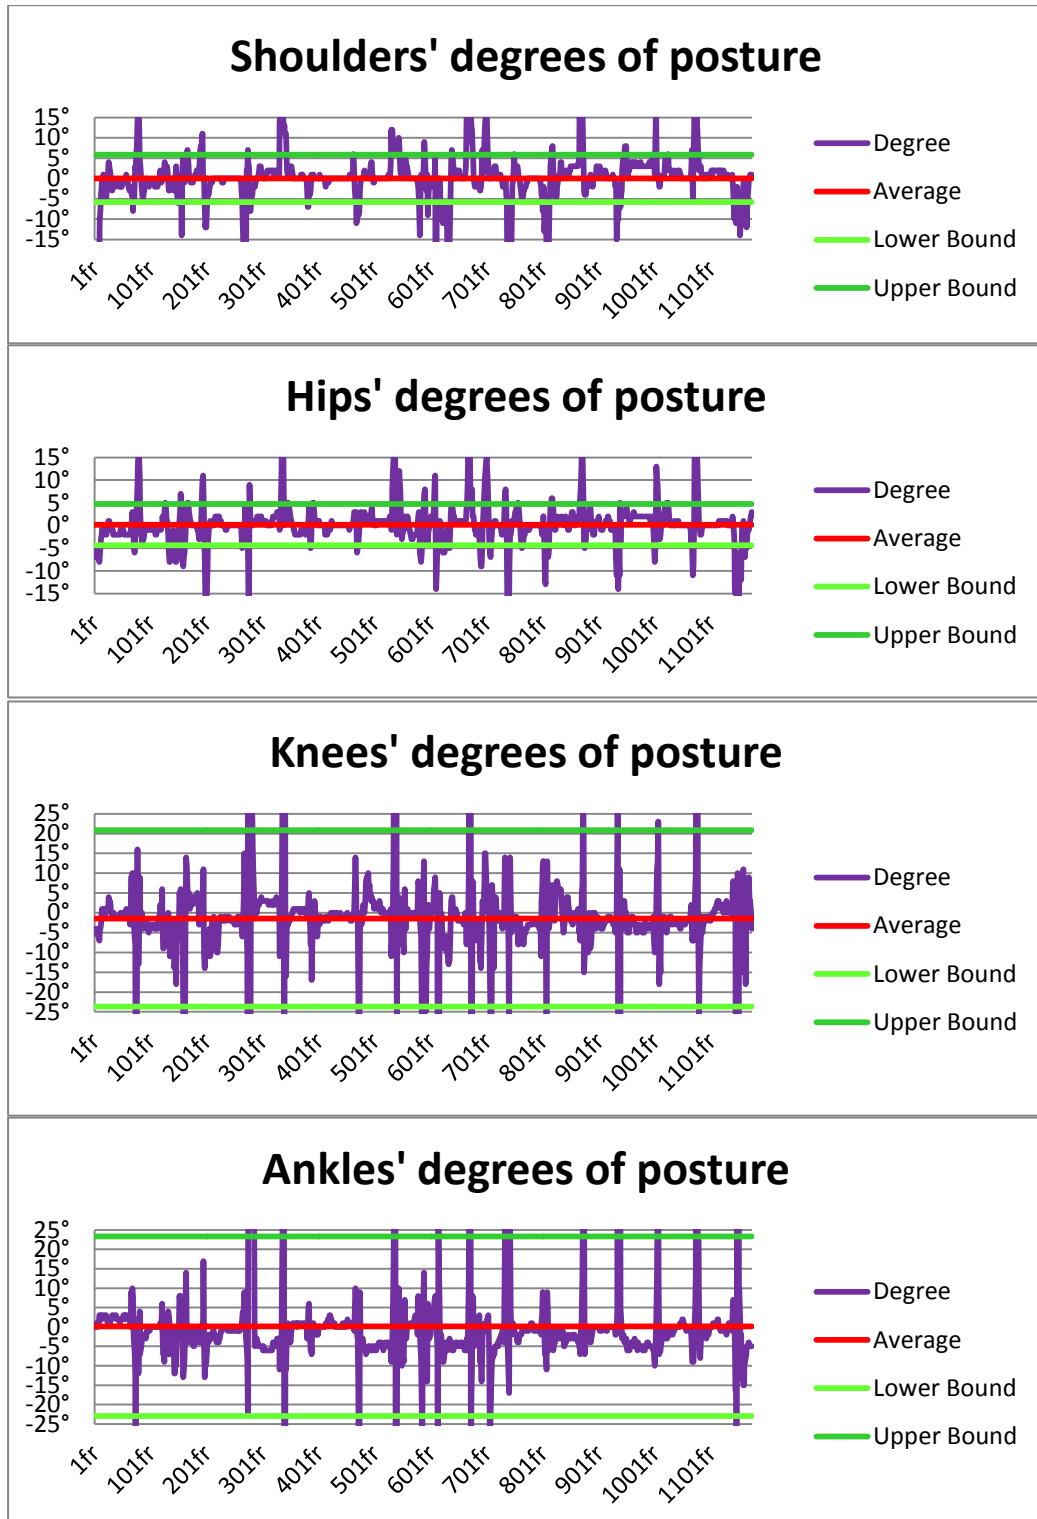 Shoulders' degrees of posture
15°
10°
5°
0°
-5°
-10°
-15°
1fr
101fr
201fr
301fr
401fr
501fr
601fr
701fr
801fr
901fr
1001fr
1101fr
Degree
Average
Lower Bound
Upper Bound
Hips' degrees of posture
15°
10°
5°
0°
-5°
-10°
-15°
1fr
101fr
201fr
301fr
401fr
501fr
601fr
701fr
801fr
901fr
1001fr
1101fr
Degree
Average
Lower Bound
Upper Bound
Knees' degrees of posture
25°
20°
15°
10°
5°
0°
-5°
-10°
-15°
-20°
-25°
1fr
101fr
201fr
301fr
401fr
501fr
601fr
701fr
801fr
901fr
1001fr
1101fr
Degree
Average
Lower Bound
Upper Bound
Ankles' degrees of posture
25°
20°
15°
10°
5°
0°
-5°
-10°
-15°
-20°
-25°
1fr
101fr
201fr
301fr
401fr
501fr
601fr
701fr
801fr
901fr
1001fr
1101fr
Degree
Average
Lower Bound
Upper Bound